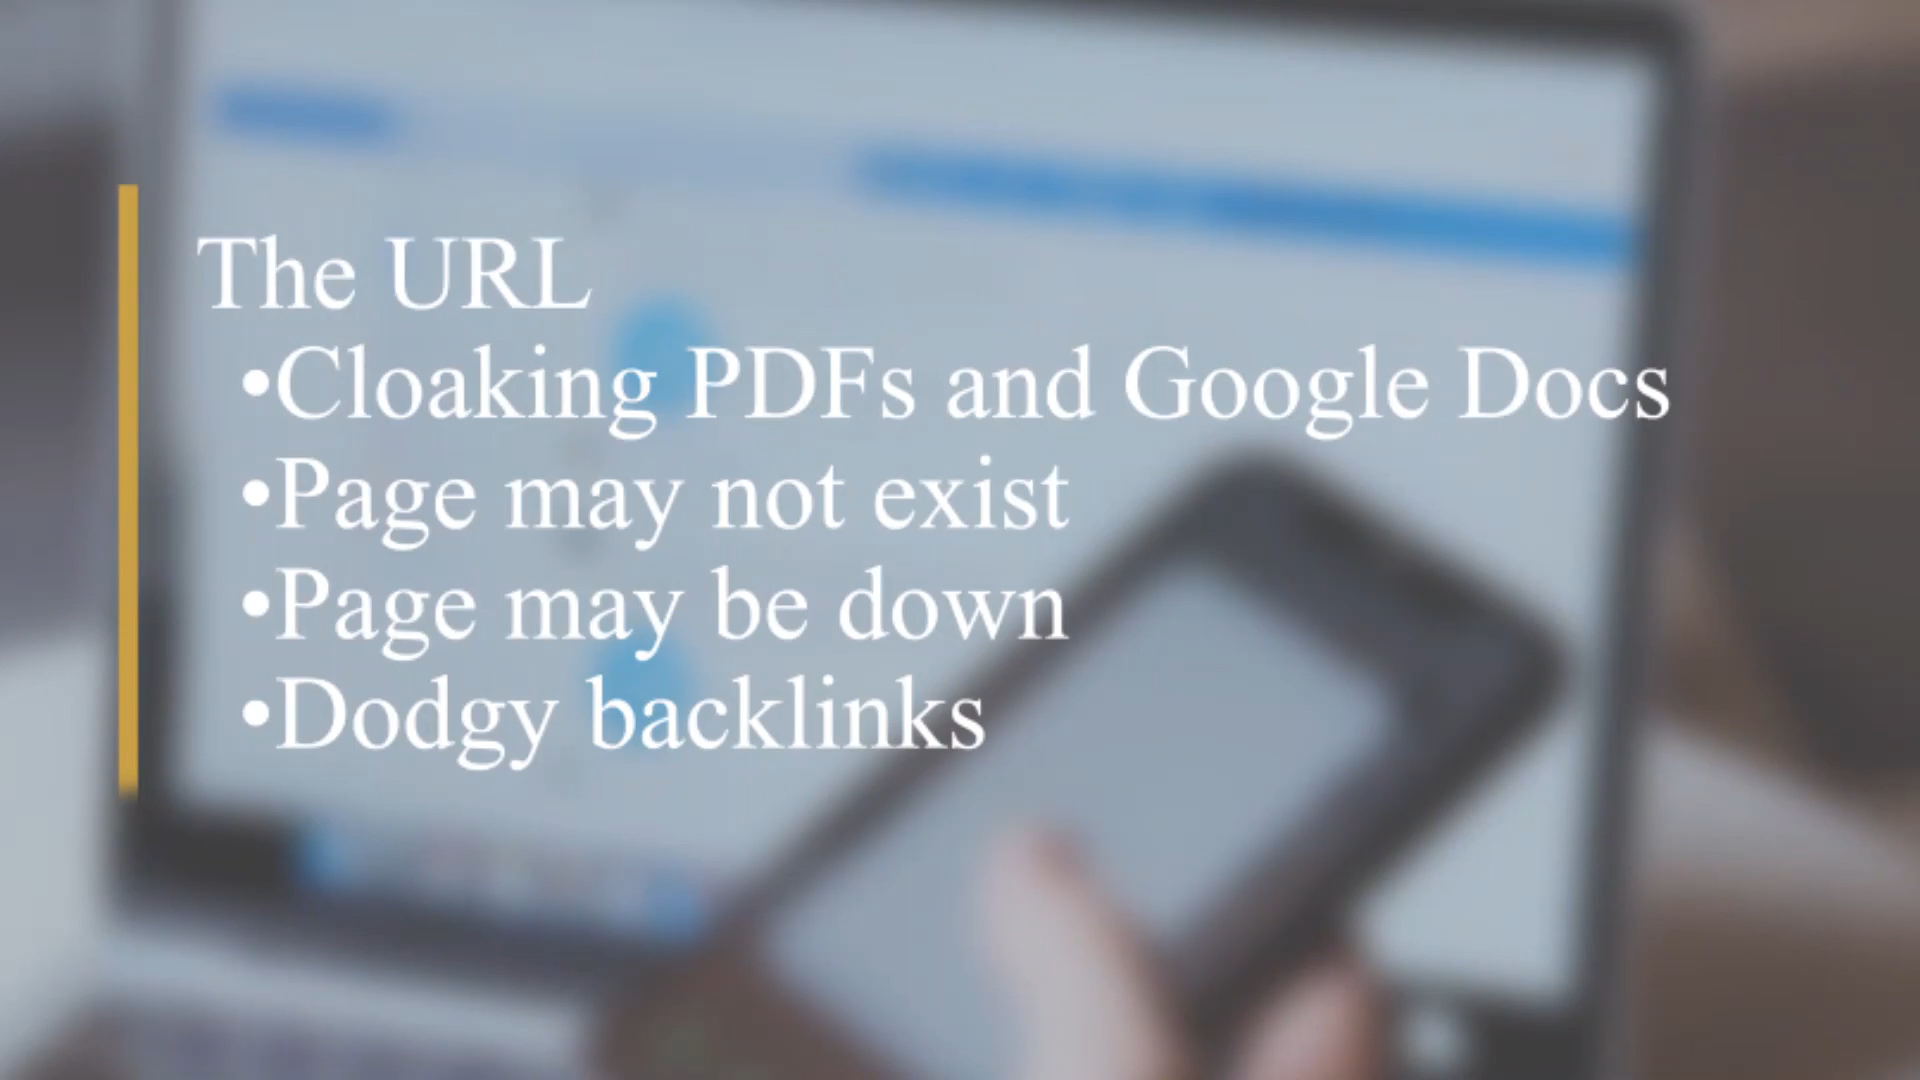 The URL
•Cloaking PDFs and Google Docs
•Page may not exist
•Page may be down
•Dodgy backlinks